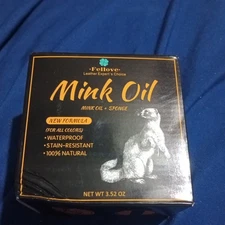 •Feilove•
Leather Expert's Choice
Mink Oil
MINK OIL + SPONGE
NEW FORMULA
(FOR ALL COLORS)
•WATERPROOF
•STAIN-RESISTANT
•100% NATURAL
NET WT 3.52 OZ